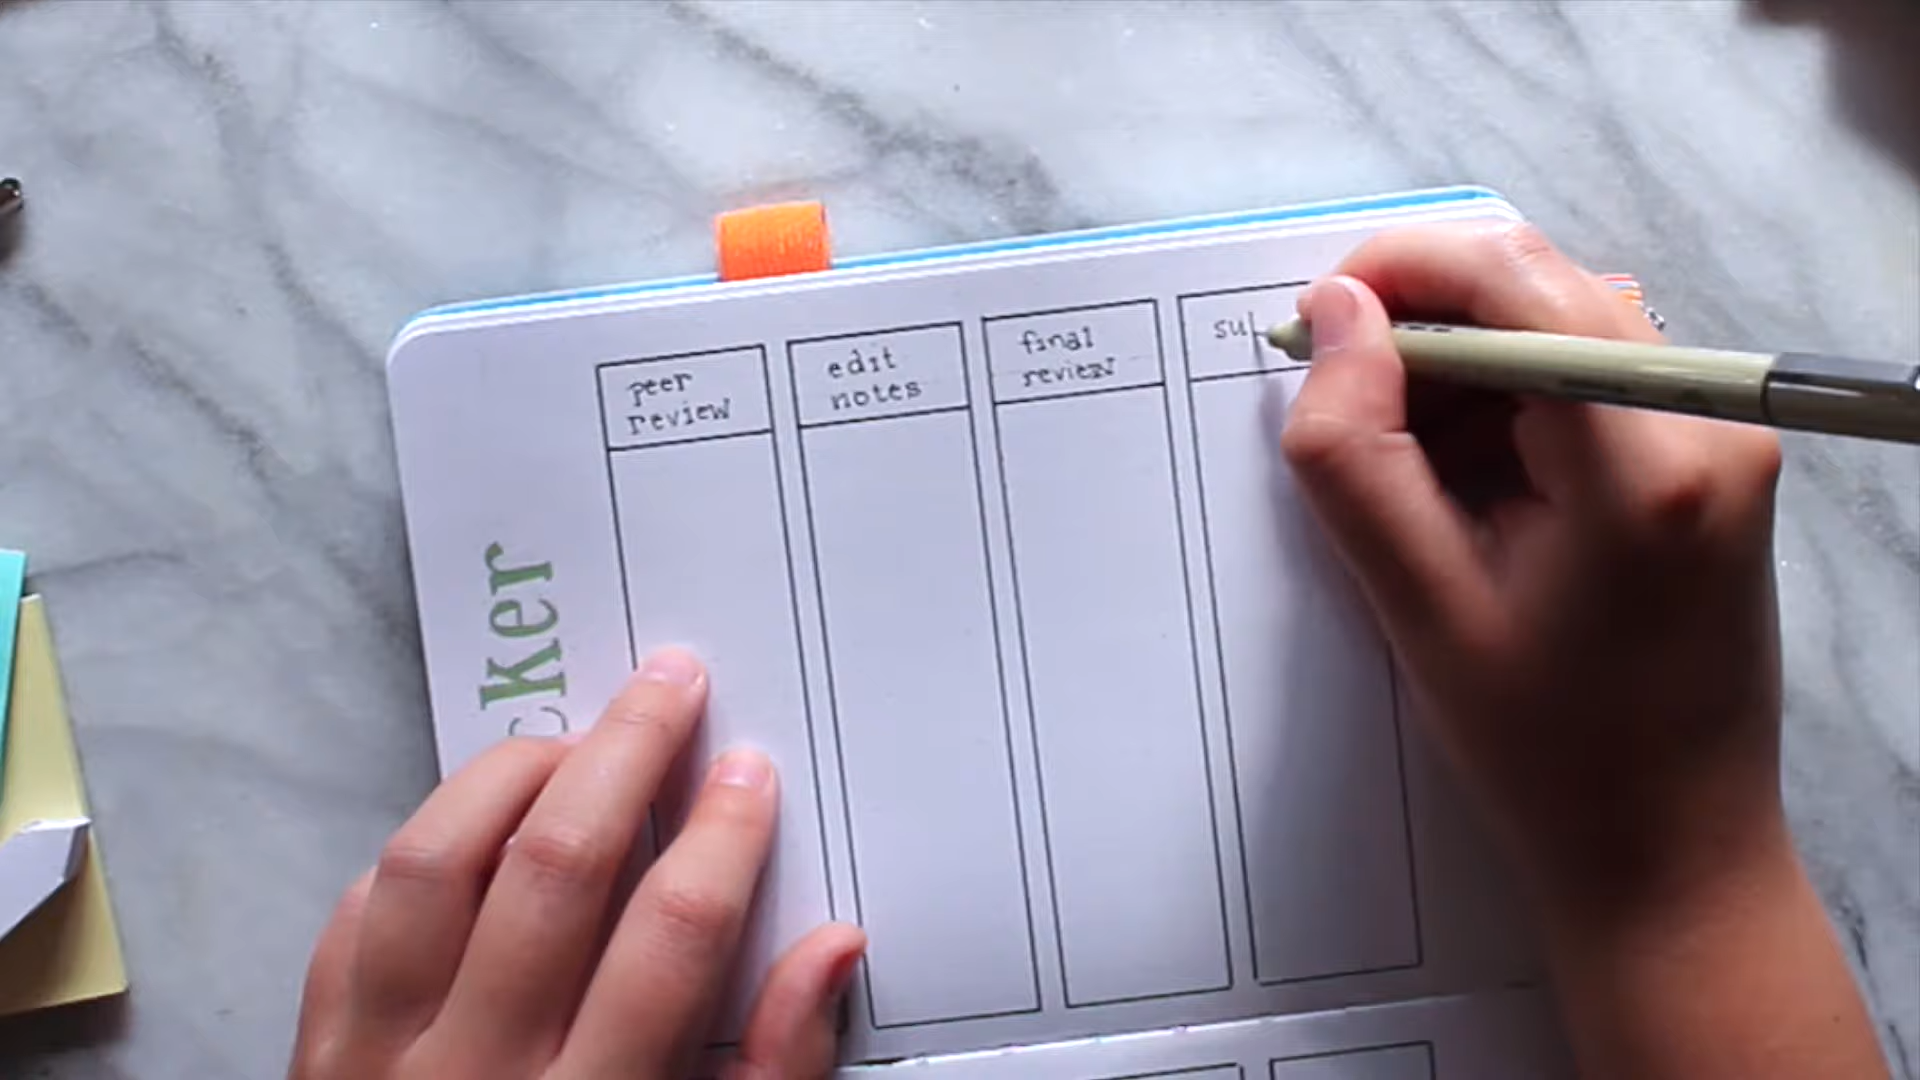 peer
review
edit
notes
final
review
su
cker